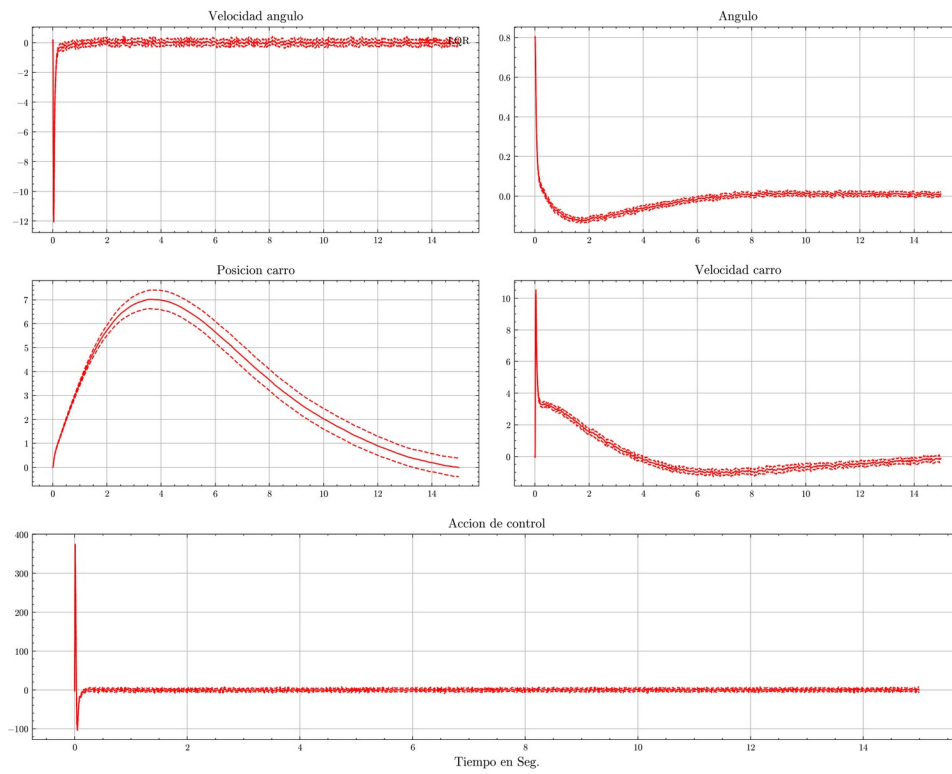 Velocidad angulo
0
−2
−4
−6
−8
−10
−12
0 2 4 6 8 10 12 14
LQR
Angulo
0.8
0.6
0.4
0.2
0.0
0 2 4 6 8 10 12 14
Posicion carro
7
6
5
4
3
2
1
0
0 2 4 6 8 10 12 14
Velocidad carro
10
8
6
4
2
0
0 2 4 6 8 10 12 14
Accion de control
400
300
200
100
0
−100
0 2 4 6 8 10 12 14
Tiempo en Seg.